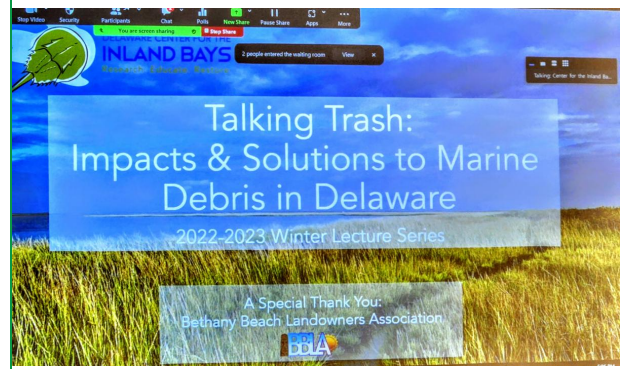 Stop Video Security Participants Chat Polls New Share Pause Share Apps More
You are screen sharing Stop Share
DELAWARE CENTER FOR THE
INLAND BAYS
Research. Educate. Restore.
2 people entered the waiting room View ×
Talking: Center for the Inland Ba...
Talking Trash:
Impacts & Solutions to Marine
Debris in Delaware
2022-2023 Winter Lecture Series
A Special Thank You:
Bethany Beach Landowners Association
BBLA